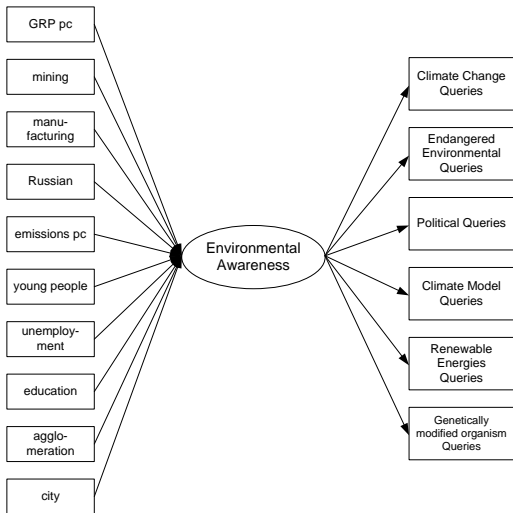 GRP pc
mining
manu-
facturing
Russian
emissions pc
young people
unemploy-
ment
education
agglo-
meration
city
Environmental
Awareness
Climate Change
Queries
Endangered
Environmental
Queries
Political Queries
Climate Model
Queries
Renewable
Energies
Queries
Genetically
modified organism
Queries